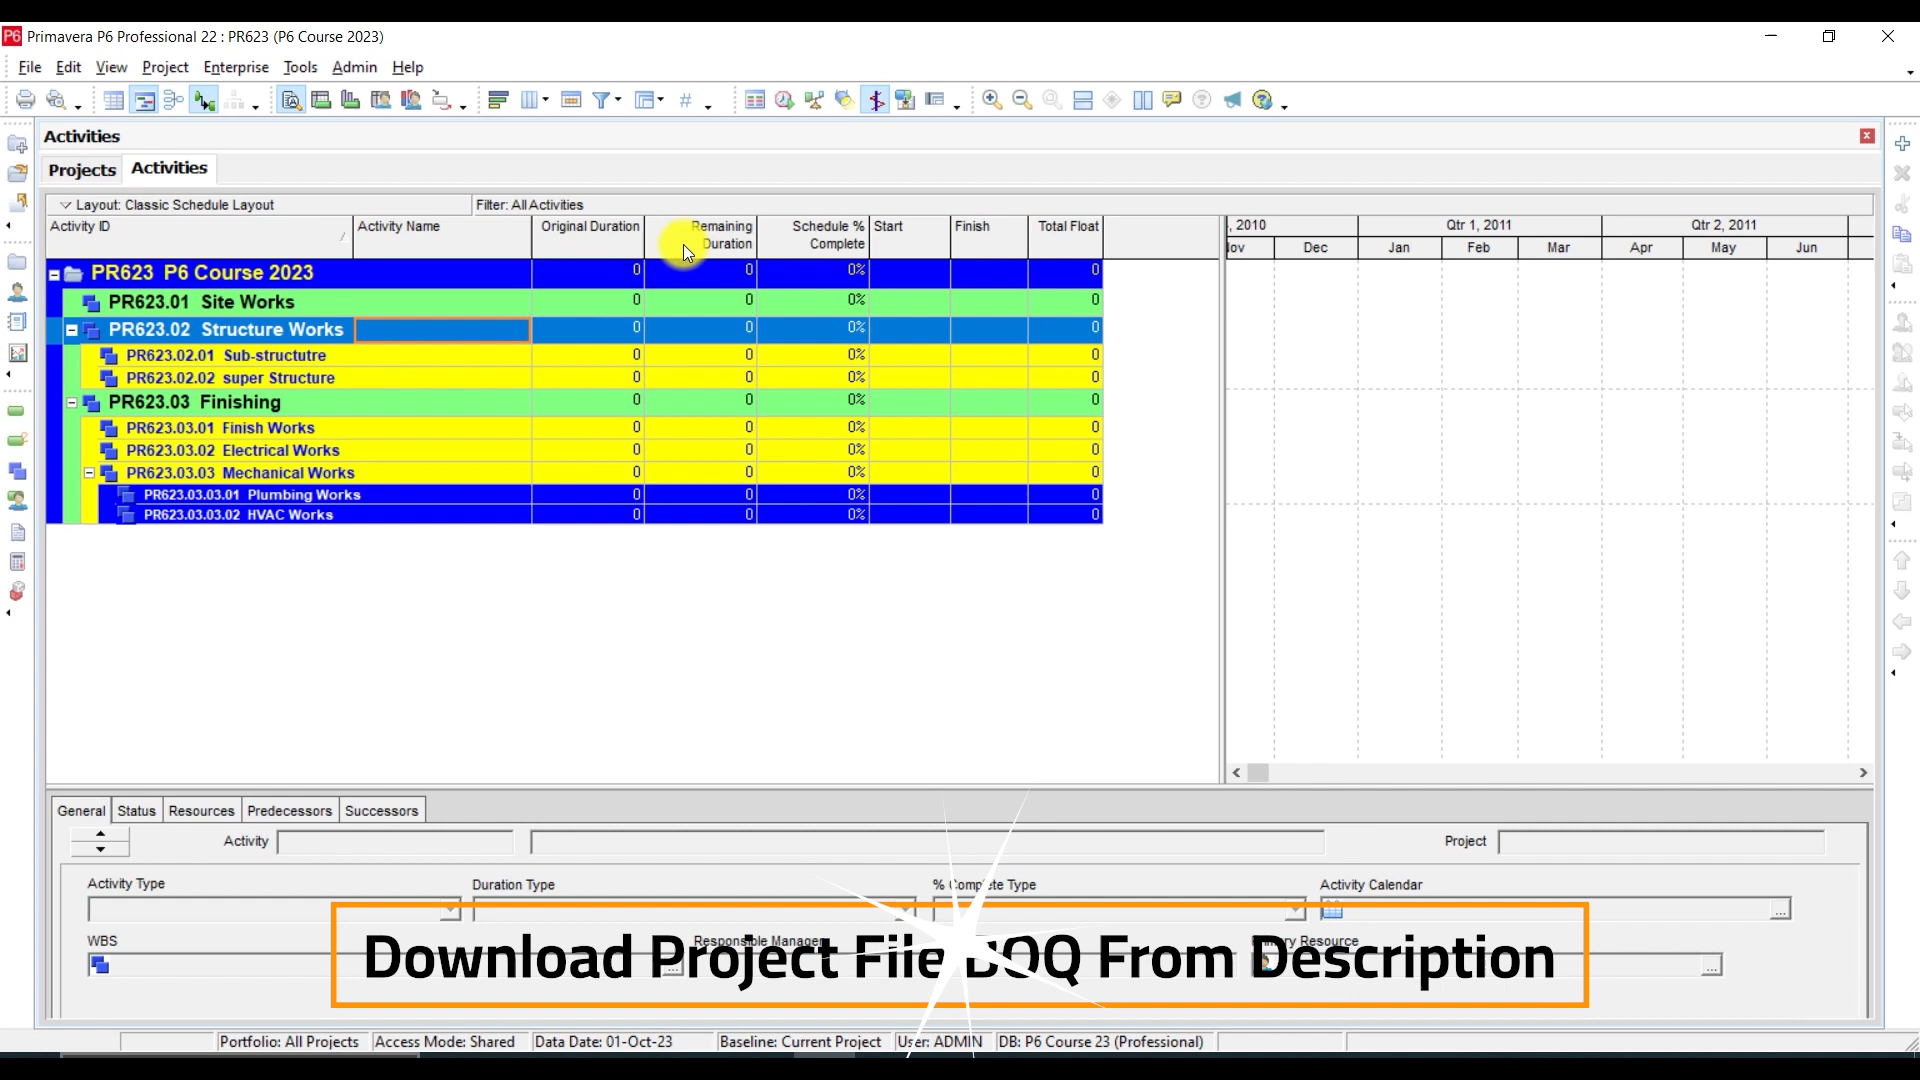 P6 Primavera P6 Professional 22 : PR623 (P6 Course 2023)
File Edit View Project Enterprise Tools Admin Help
Activities
Projects Activities
Layout: Classic Schedule Layout Filter: All Activities
Activity ID Activity Name Original Duration Remaining Duration Schedule % Complete Start Finish Total Float
, 2010 Qtr 1, 2011 Qtr 2, 2011
Dec Jan Feb Mar Apr May Jun
PR623 P6 Course 2023 0 0 0% 0
PR623.01 Site Works 0 0 0% 0
PR623.02 Structure Works 0 0 0% 0
PR623.02.01 Sub-structutre 0 0 0% 0
PR623.02.02 super Structure 0 0 0% 0
PR623.03 Finishing 0 0 0% 0
PR623.03.01 Finish Works 0 0 0% 0
PR623.03.02 Electrical Works 0 0 0% 0
PR623.03.03 Mechanical Works 0 0 0% 0
PR623.03.03.01 Plumbing Works 0 0 0% 0
PR623.03.03.02 HVAC Works 0 0 0% 0
General Status Resources Predecessors Successors
Activity Project
Activity Type Duration Type % Complete Type Activity Calendar
WBS Responsible Manager Primary Resource
Download Project File BOQ From Description
Portfolio: All Projects Access Mode: Shared Data Date: 01-Oct-23 Baseline: Current Project User: ADMIN DB: P6 Course 23 (Professional)